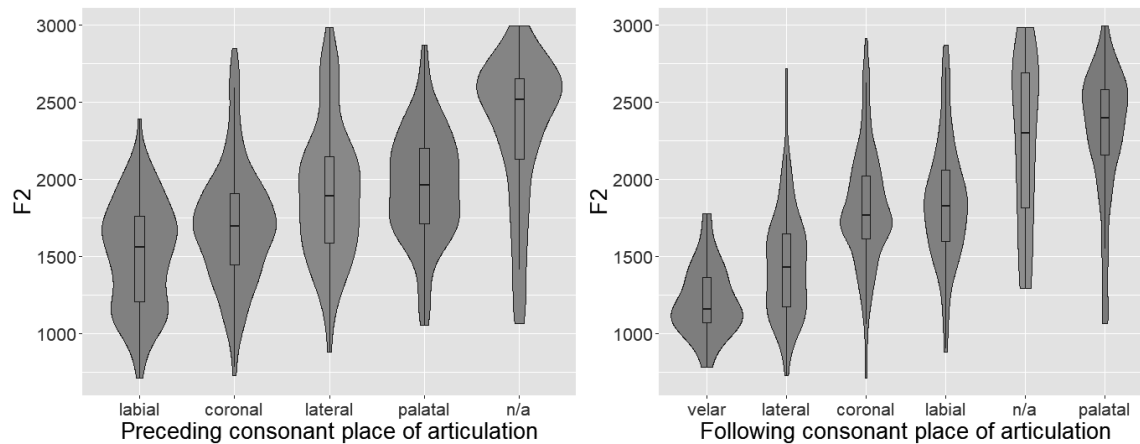 F2
3000
2500
2000
1500
1000
labial coronal lateral palatal n/a
Preceding consonant place of articulation
F2
3000
2500
2000
1500
1000
velar lateral coronal labial n/a palatal
Following consonant place of articulation